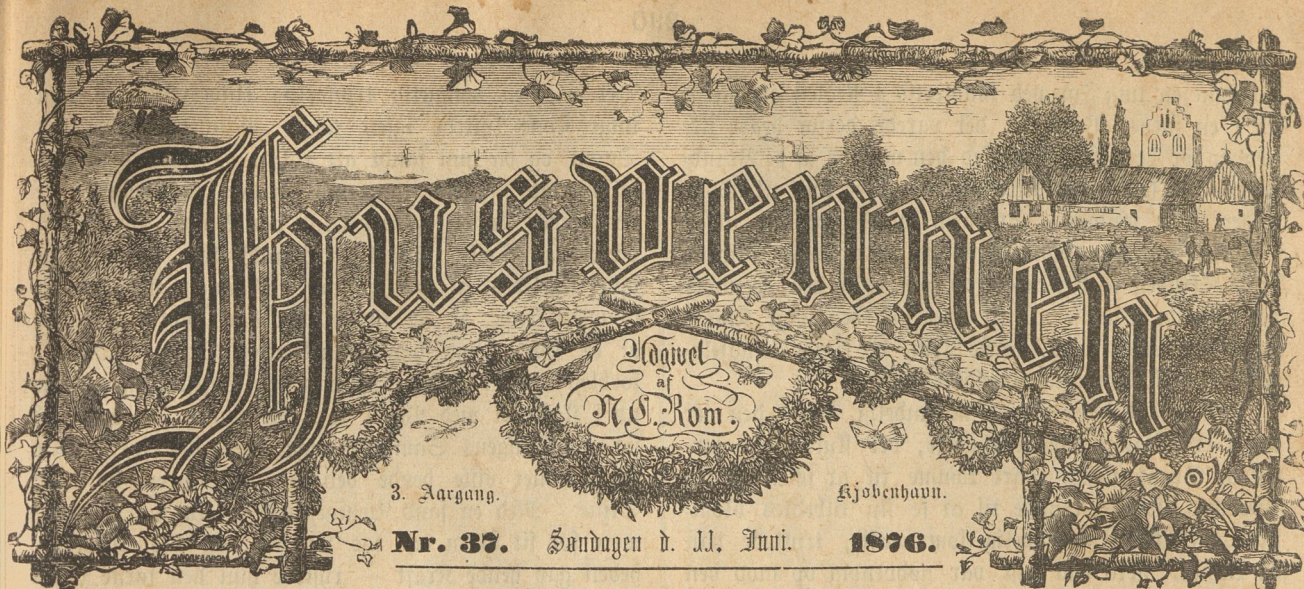 Husvennen
Udgivet
af
N.C.Rom.
3. Aargang.
Kjøbenhavn.
Nr. 37. Søndagen d. 11. Juni. 1876.